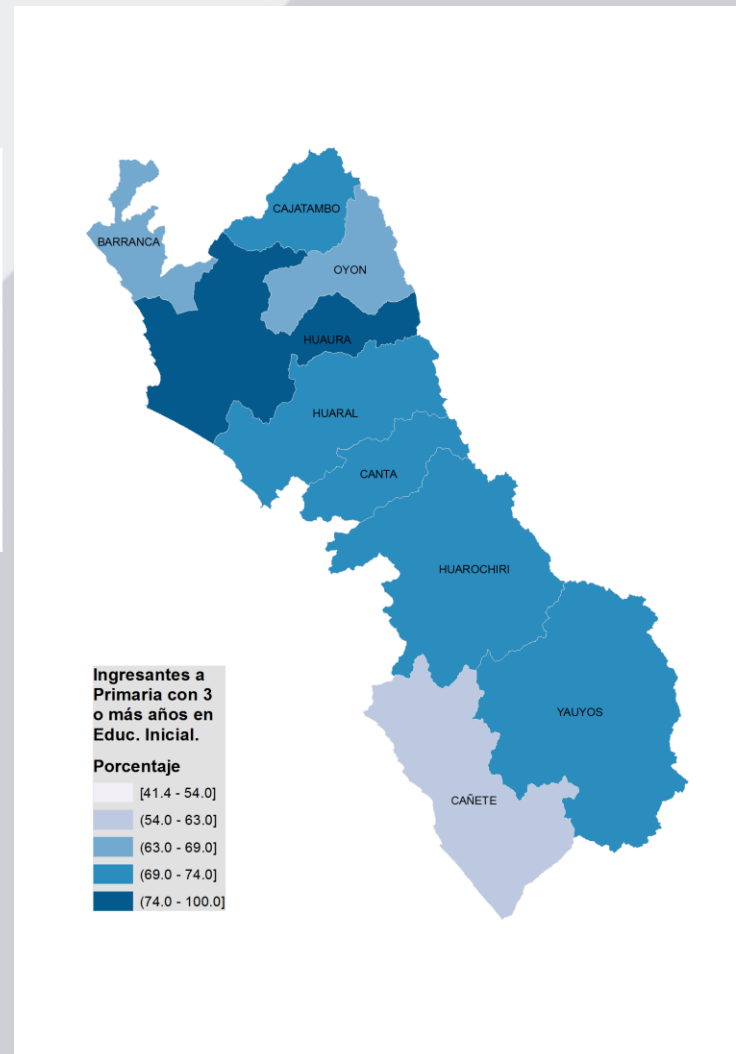 CAJATAMBO
BARRANCA
OYON
HUAURA
HUARAL
CANTA
HUAROCHIRI
YAUYOS
CAÑETE
Ingresantes a
Primaria con 3
o más años en
Educ. Inicial.
Porcentaje
[41.4 - 54.0]
(54.0 - 63.0]
(63.0 - 69.0]
(69.0 - 74.0]
(74.0 - 100.0]